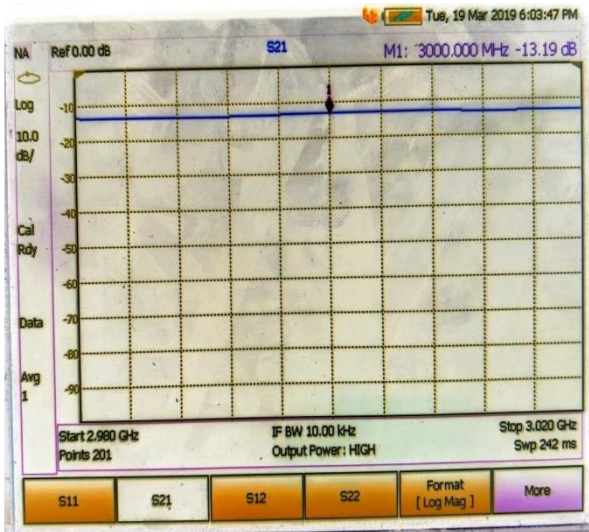 Tue, 19 Mar 2019 6:03:47 PM
NA Ref 0.00 dB S21 M1: 3000.000 MHz -13.19 dB
Log
10.0
dB/
Cal
Rdy
Data
Avg
1
1
-10
-20
-30
-40
-50
-60
-70
-80
-90
Start 2.980 GHz IF BW 10.00 kHz Stop 3.020 GHz
Points 201 Output Power: HIGH Swp 242 ms
S11 S21 S12 S22 Format More
[Log Mag]